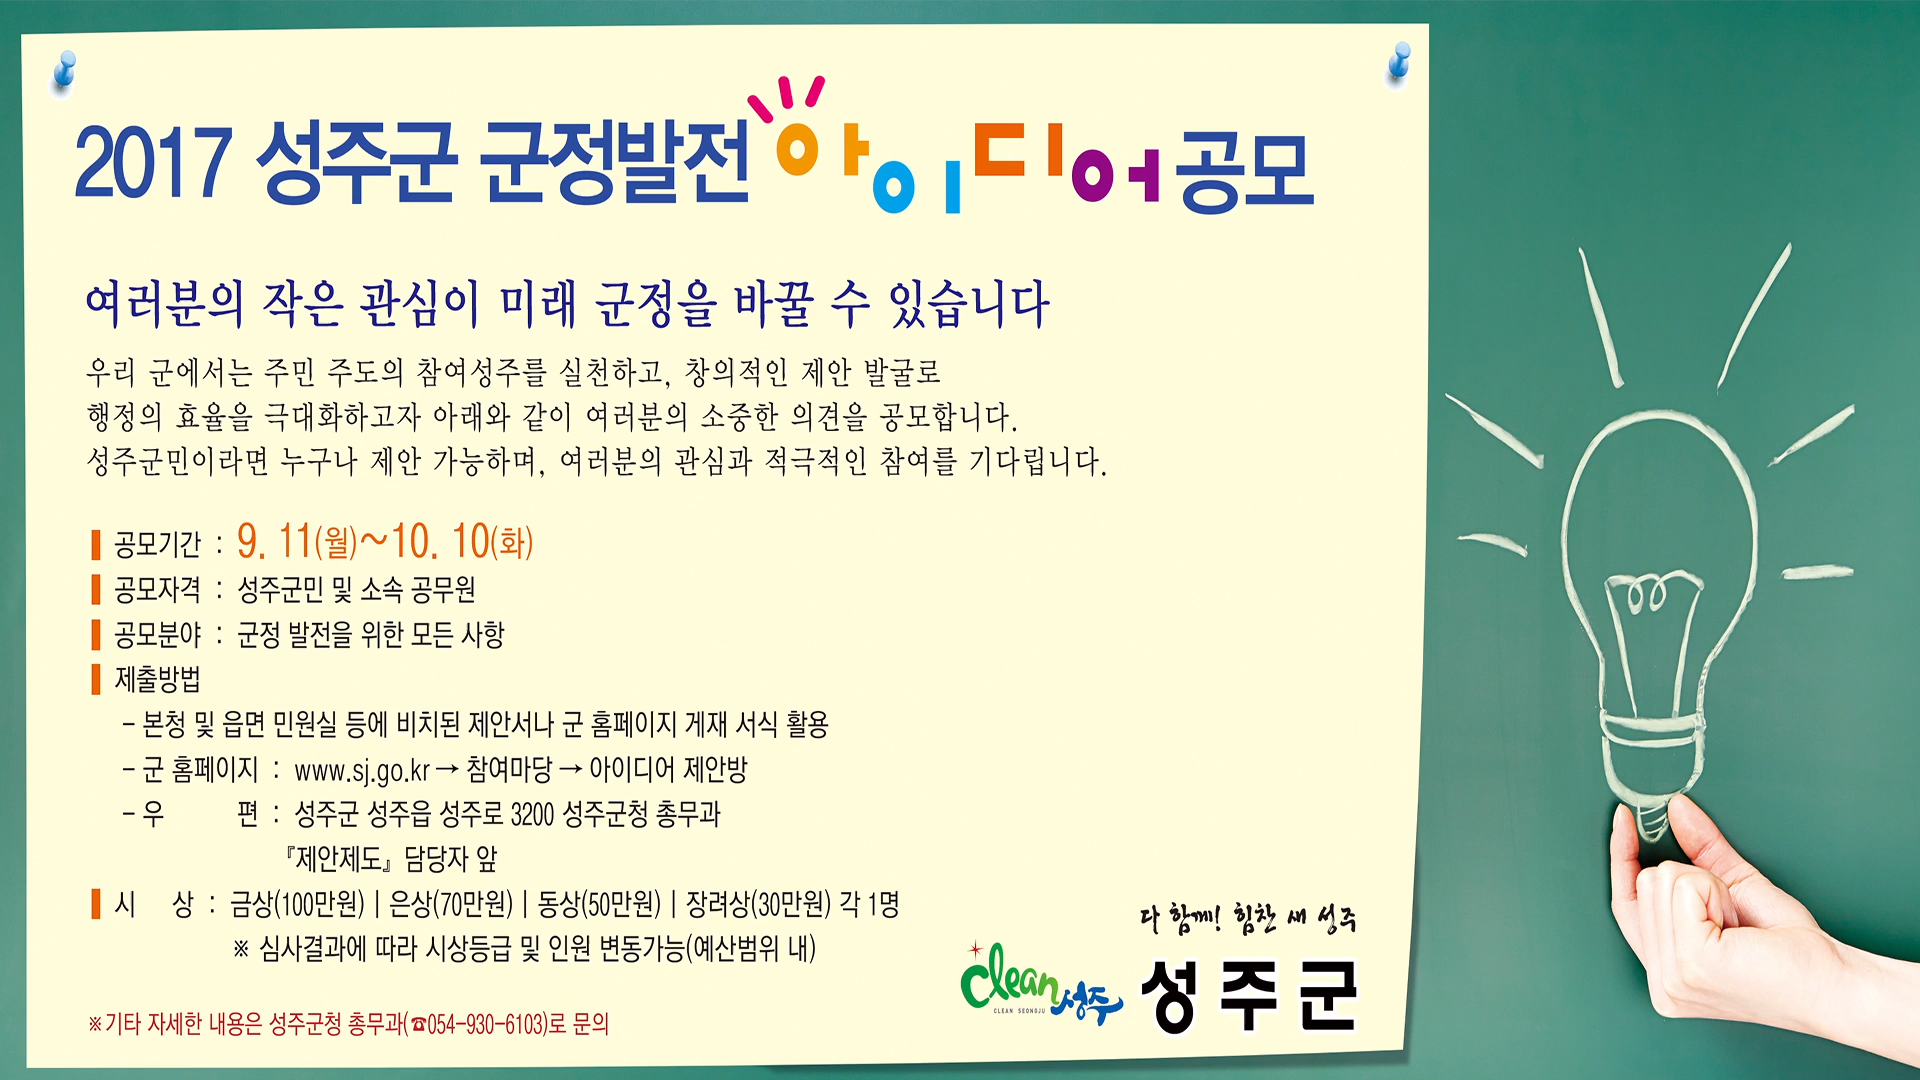 2017 성주군 군정발전 아이디어 공모
여러분의 작은 관심이 미래 군정을 바꿀 수 있습니다
우리 군에서는 주민 주도의 참여성주를 실천하고, 창의적인 제안 발굴로
행정의 효율을 극대화하고자 아래와 같이 여러분의 소중한 의견을 공모합니다.
성주군민이라면 누구나 제안 가능하며, 여러분의 관심과 적극적인 참여를 기다립니다.
공모기간 : 9. 11(월)~10. 10(화)
공모자격 : 성주군민 및 소속 공무원
공모분야 : 군정 발전을 위한 모든 사항
제출방법
- 본청 및 읍면 민원실 등에 비치된 제안서나 군 홈페이지 게재 서식 활용
- 군 홈페이지 : www.sj.go.kr → 참여마당 → 아이디어 제안방
- 우 편 : 성주군 성주읍 성주로 3200 성주군청 총무과
『제안제도』 담당자 앞
시 상 : 금상(100만원) | 은상(70만원) | 동상(50만원) | 장려상(30만원) 각 1명
※ 심사결과에 따라 시상등급 및 인원 변동가능(예산범위 내)
※기타 자세한 내용은 성주군청 총무과(☎054-930-6103)로 문의
clean 성주
CLEAN SEONGJU
다 함께! 힘찬 새 성주
성주군